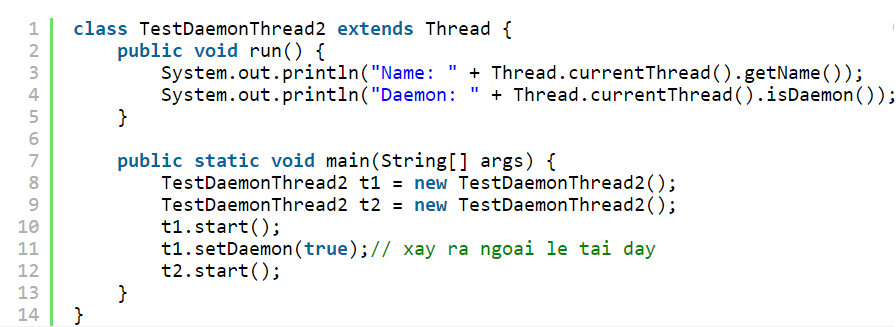 1 class TestDaemonThread2 extends Thread {
2     public void run() {
3         System.out.println("Name: " + Thread.currentThread().getName());
4         System.out.println("Daemon: " + Thread.currentThread().isDaemon());
5     }
6
7     public static void main(String[] args) {
8         TestDaemonThread2 t1 = new TestDaemonThread2();
9         TestDaemonThread2 t2 = new TestDaemonThread2();
10         t1.start();
11         t1.setDaemon(true);// xay ra ngoai le tai day
12         t2.start();
13     }
14 }